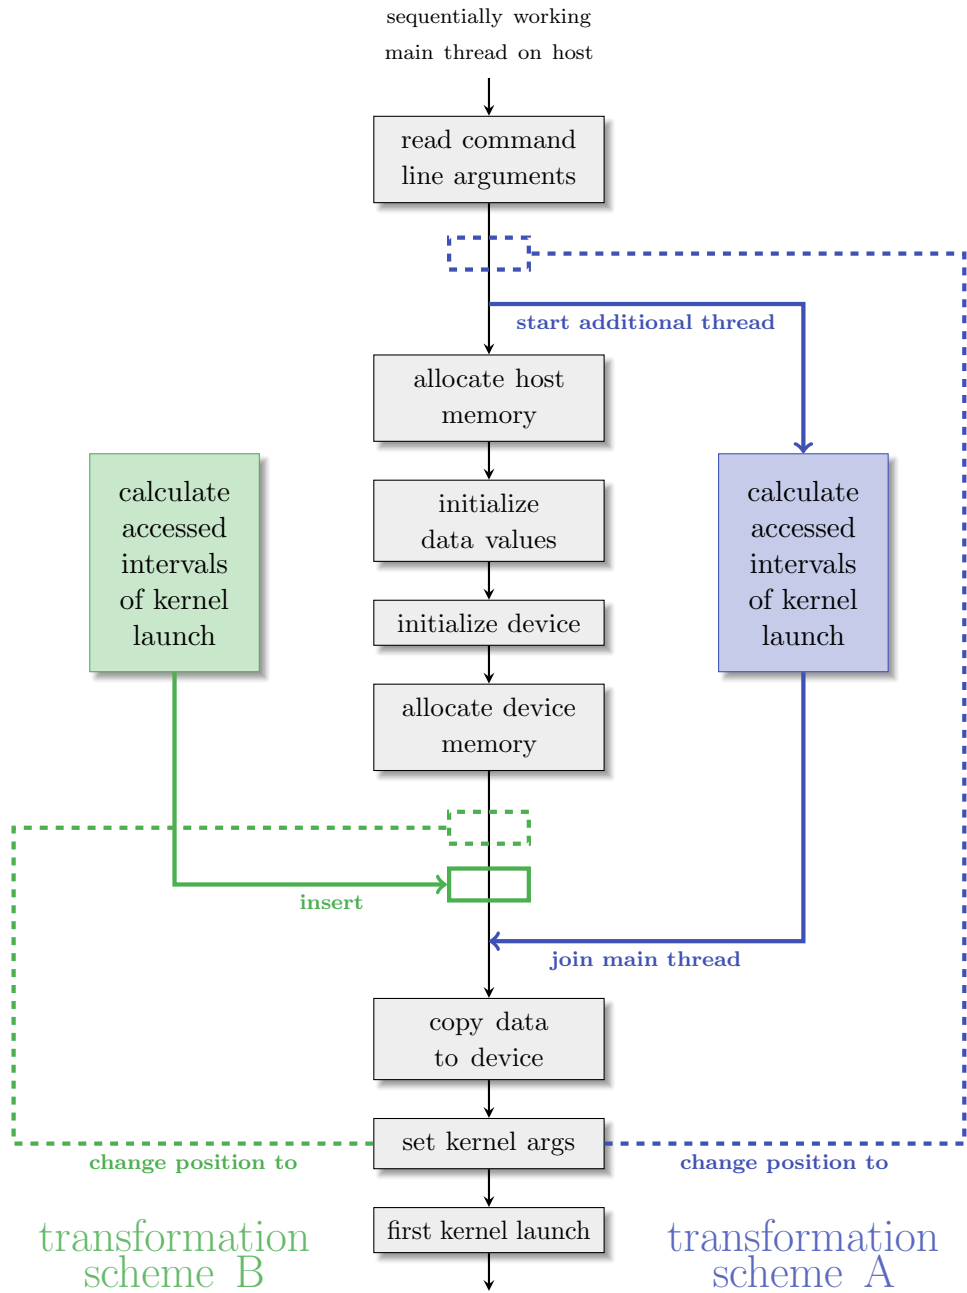 sequentially working
main thread on host
read command
line arguments
start additional thread
allocate host
memory
calculate
accessed
intervals
of kernel
launch
initialize
data values
calculate
accessed
intervals
of kernel
launch
initialize device
allocate device
memory
insert
join main thread
copy data
to device
set kernel args
change position to
change position to
first kernel launch
transformation
scheme B
transformation
scheme A